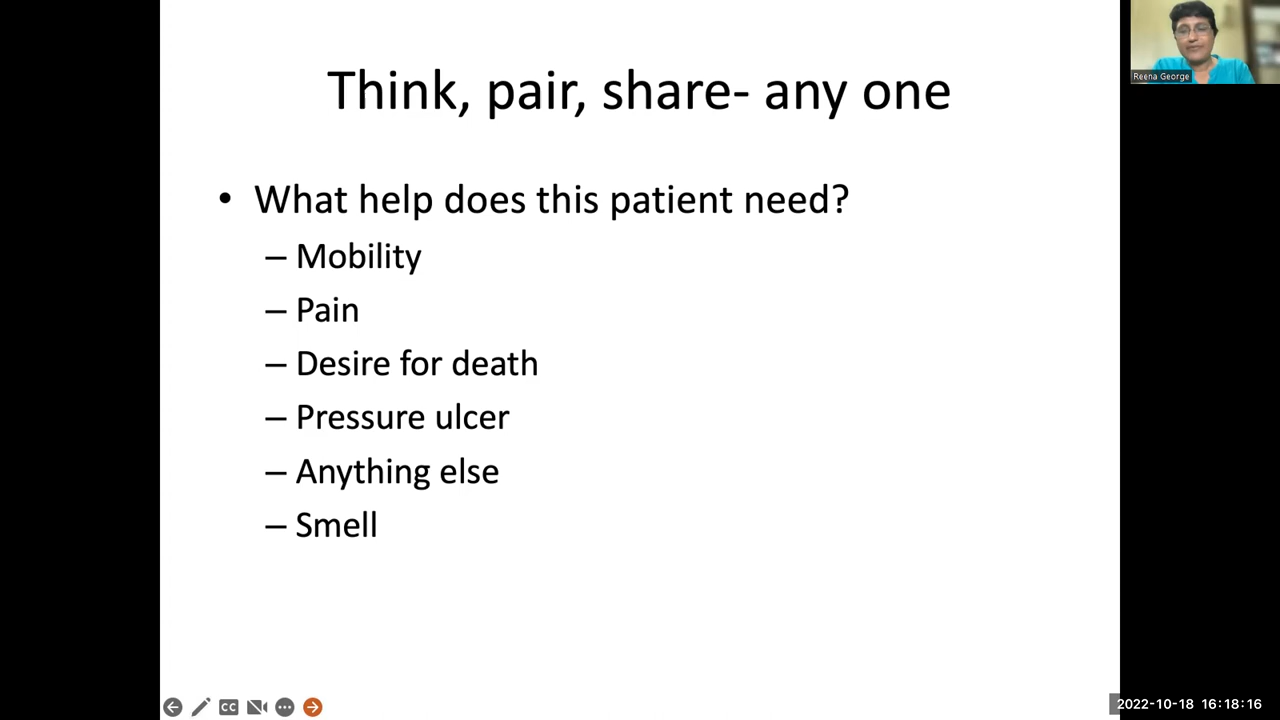 Think, pair, share- any one
• What help does this patient need?
– Mobility
– Pain
– Desire for death
– Pressure ulcer
– Anything else
– Smell
Reena George
CC
2022-10-18 16:18:16